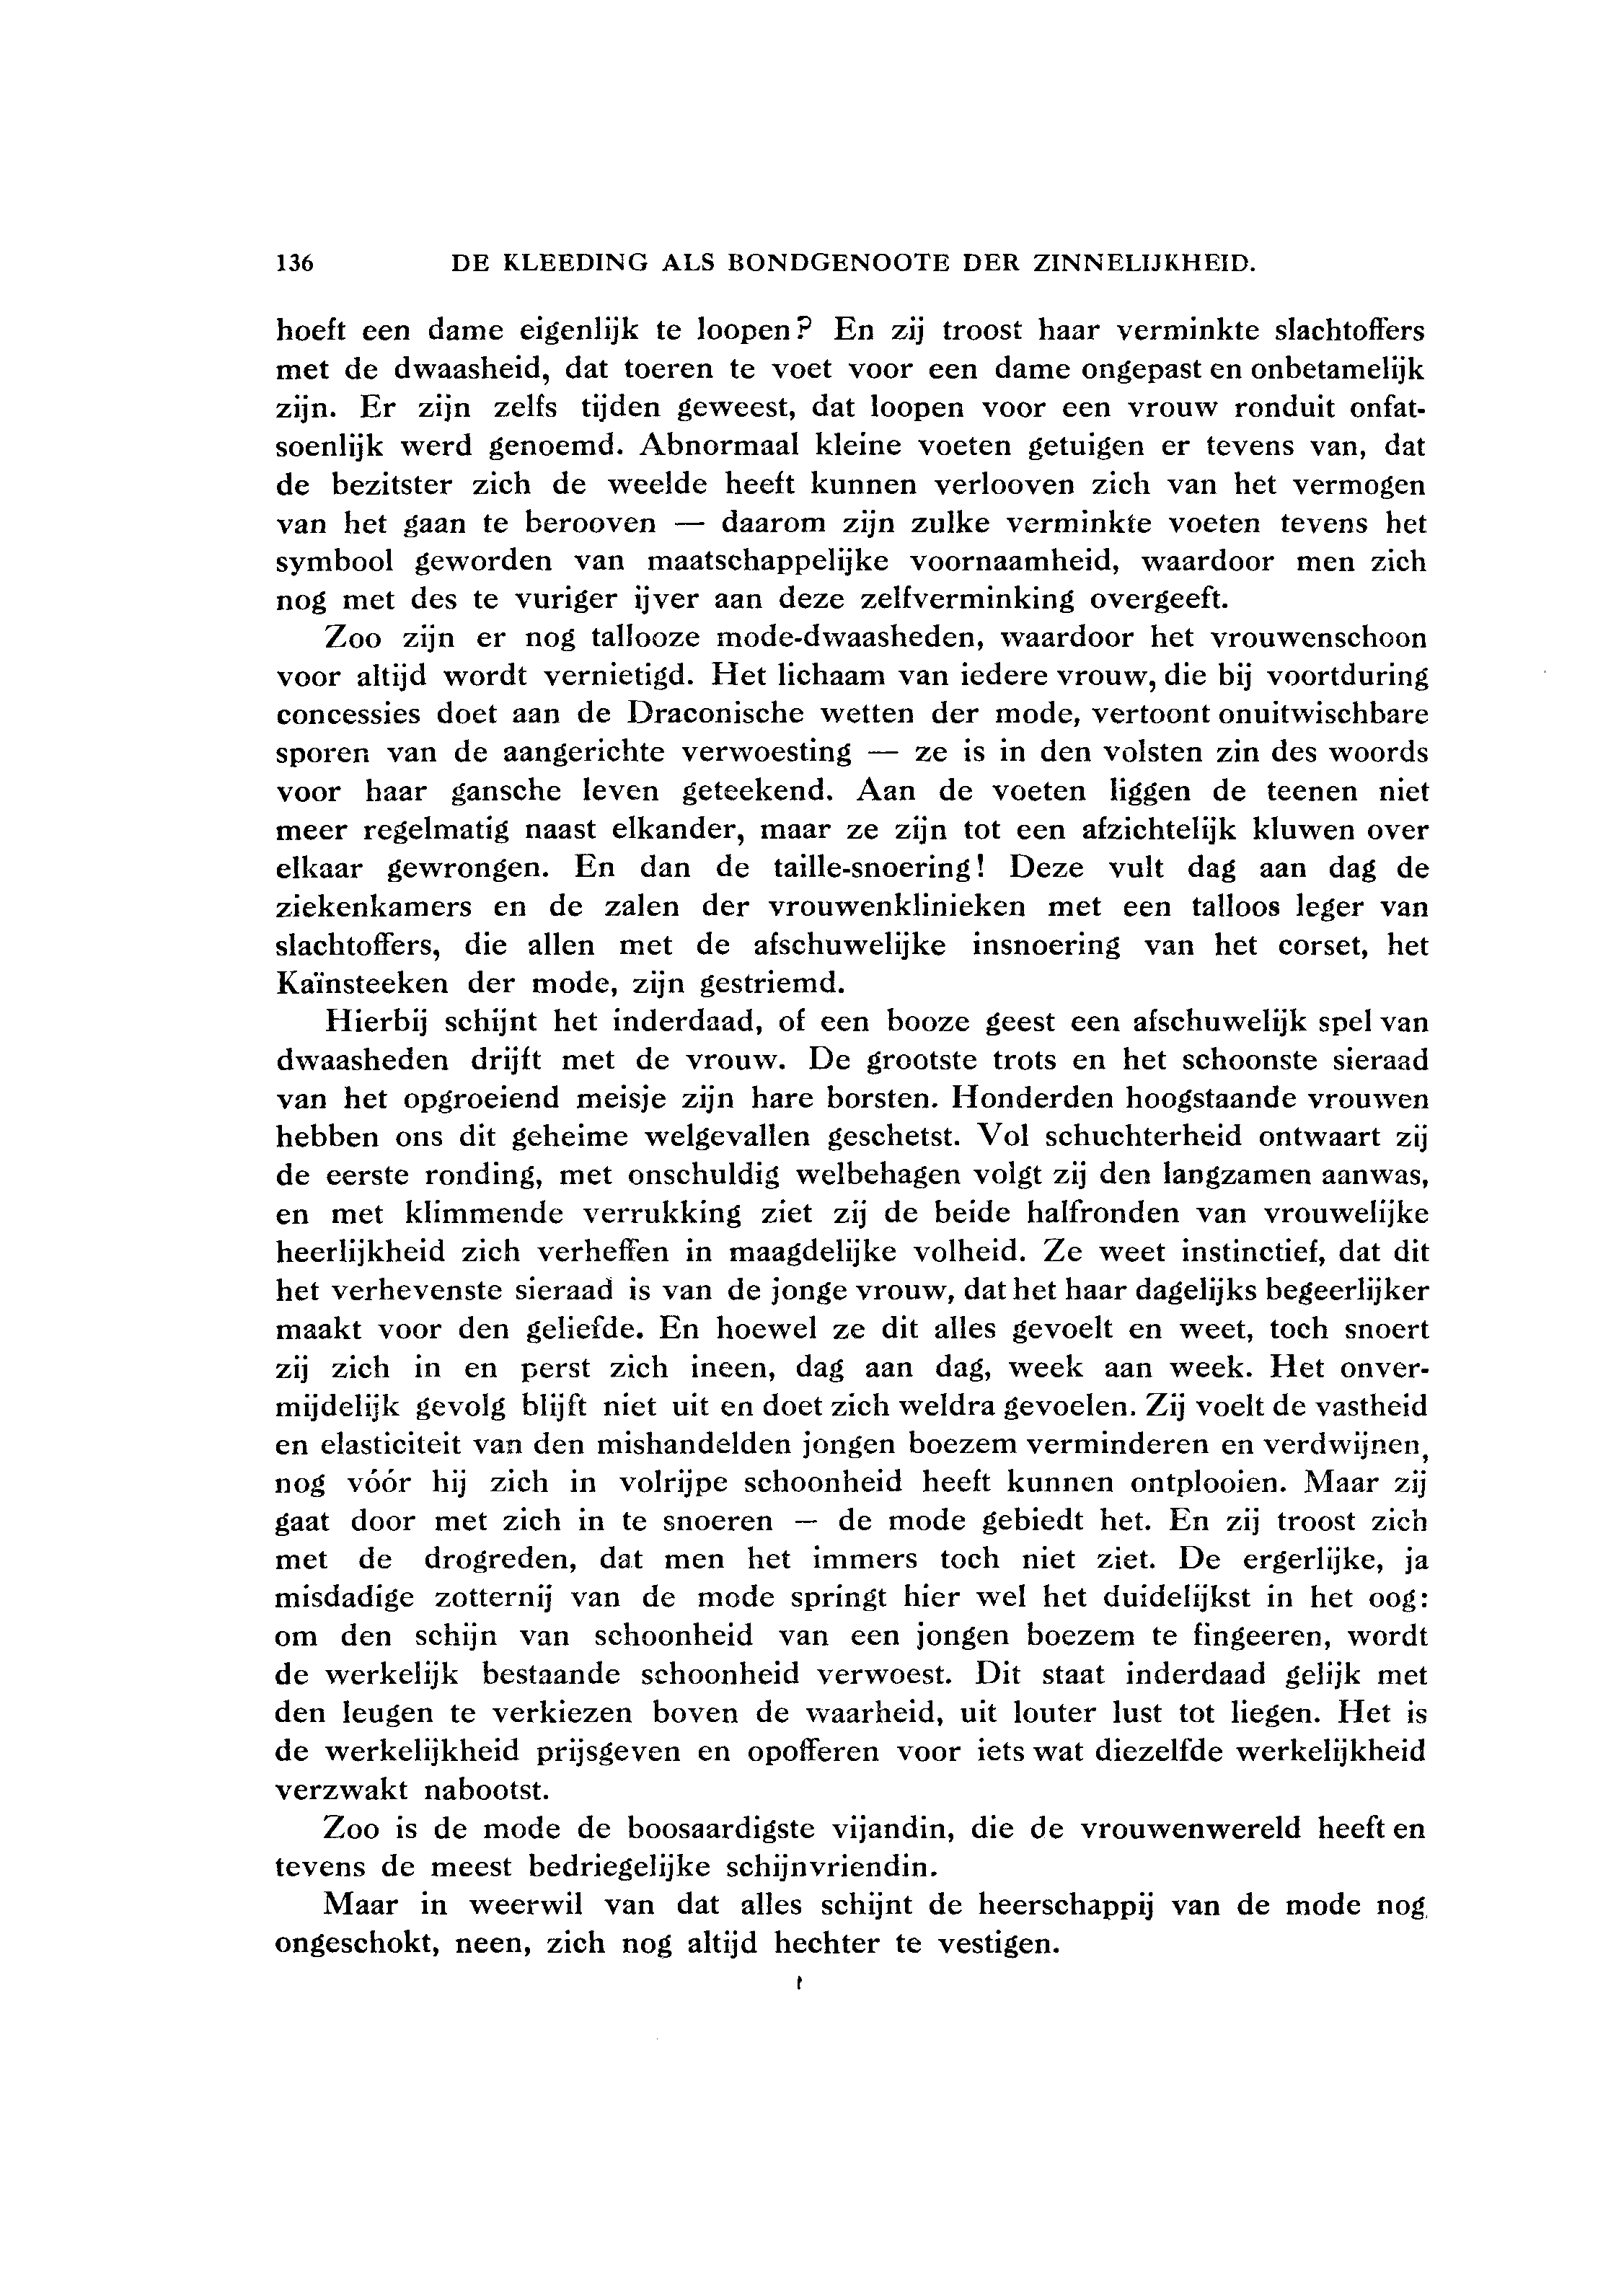 136 DE KLEEDING ALS BONDGENOOTE DER ZINNELIJKHEID.
hoeft een dame eigenlijk te loopen? En zij troost haar verminkte slachtoffers
met de dwaasheid, dat toeren te voet voor een dame ongepast en onbetamelijk
zijn. Er zijn zelfs tijden geweest, dat loopen voor een vrouw ronduit onfat-
soenlijk werd genoemd. Abnormaal kleine voeten getuigen er tevens van, dat
de bezitster zich de weelde heeft kunnen verlooven zich van het vermogen
van het gaan te berooven — daarom zijn zulke verminkte voeten tevens het
symbool geworden van maatschappelijke voornaamheid, waardoor men zich
nog met des te vuriger ijver aan deze zelfverminking overgeeft.
Zoo zijn er nog tallooze mode-dwaasheden, waardoor het vrouwenschoon
voor altijd wordt vernietigd. Het lichaam van iedere vrouw, die bij voortduring
concessies doet aan de Draconische wetten der mode, vertoont onuitwischbare
sporen van de aangerichte verwoesting — ze is in den volsten zin des woords
voor haar gansche leven geteekend. Aan de voeten liggen de teenen niet
meer regelmatig naast elkander, maar ze zijn tot een afzichtelijk kluwen over
elkaar gewrongen. En dan de taille-snoering! Deze vult dag aan dag de
ziekenkamers en de zalen der vrouwenklinieken met een talloos leger van
slachtoffers, die allen met de afschuwelijke insnoering van het corset, het
Kaïnsteeken der mode, zijn gestriemd.
Hierbij schijnt het inderdaad, of een booze geest een afschuwelijk spel van
dwaasheden drijft met de vrouw. De grootste trots en het schoonste sieraad
van het opgroeiend meisje zijn hare borsten. Honderden hoogstaande vrouwen
hebben ons dit geheime welgevallen geschetst. Vol schuchterheid ontwaart zij
de eerste ronding, met onschuldig welbehagen volgt zij den langzamen aanwas,
en met klimmende verrukking ziet zij de beide halfronden van vrouwelijke
heerlijkheid zich verheffen in maagdelijke volheid. Ze weet instinctief, dat dit
het verhevenste sieraad is van de jonge vrouw, dat het haar dagelijks begeerlijker
maakt voor den geliefde. En hoewel ze dit alles gevoelt en weet, toch snoert
zij zich in en perst zich ineen, dag aan dag, week aan week. Het onver-
mijdelijk gevolg blijft niet uit en doet zich weldra gevoelen. Zij voelt de vastheid
en elasticiteit van den mishandelden jongen boezem verminderen en verdwijnen,
nog vóór hij zich in volrijpe schoonheid heeft kunnen ontplooien. Maar zij
gaat door met zich in te snoeren — de mode gebiedt het. En zij troost zich
met de drogreden, dat men het immers toch niet ziet. De ergerlijke, ja
misdadige zotternij van de mode springt hier wel het duidelijkst in het oog:
om den schijn van schoonheid van een jongen boezem te fingeeren, wordt
de werkelijk bestaande schoonheid verwoest. Dit staat inderdaad gelijk met
den leugen te verkiezen boven de waarheid, uit louter lust tot liegen. Het is
de werkelijkheid prijsgeven en opofferen voor iets wat diezelfde werkelijkheid
verzwakt nabootst.
Zoo is de mode de boosaardigste vijandin, die de vrouwenwereld heeft en
tevens de meest bedriegelijke schijnvriendin.
Maar in weerwil van dat alles schijnt de heerschappij van de mode nog
ongeschokt, neen, zich nog altijd hechter te vestigen.